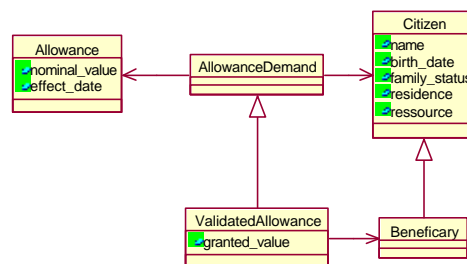 Citizen
name
birth_date
family_status
residence
ressource
Allowance
nominal_value
effect_date
AllowanceDemand
ValidatedAllowance
granted_value
Beneficary